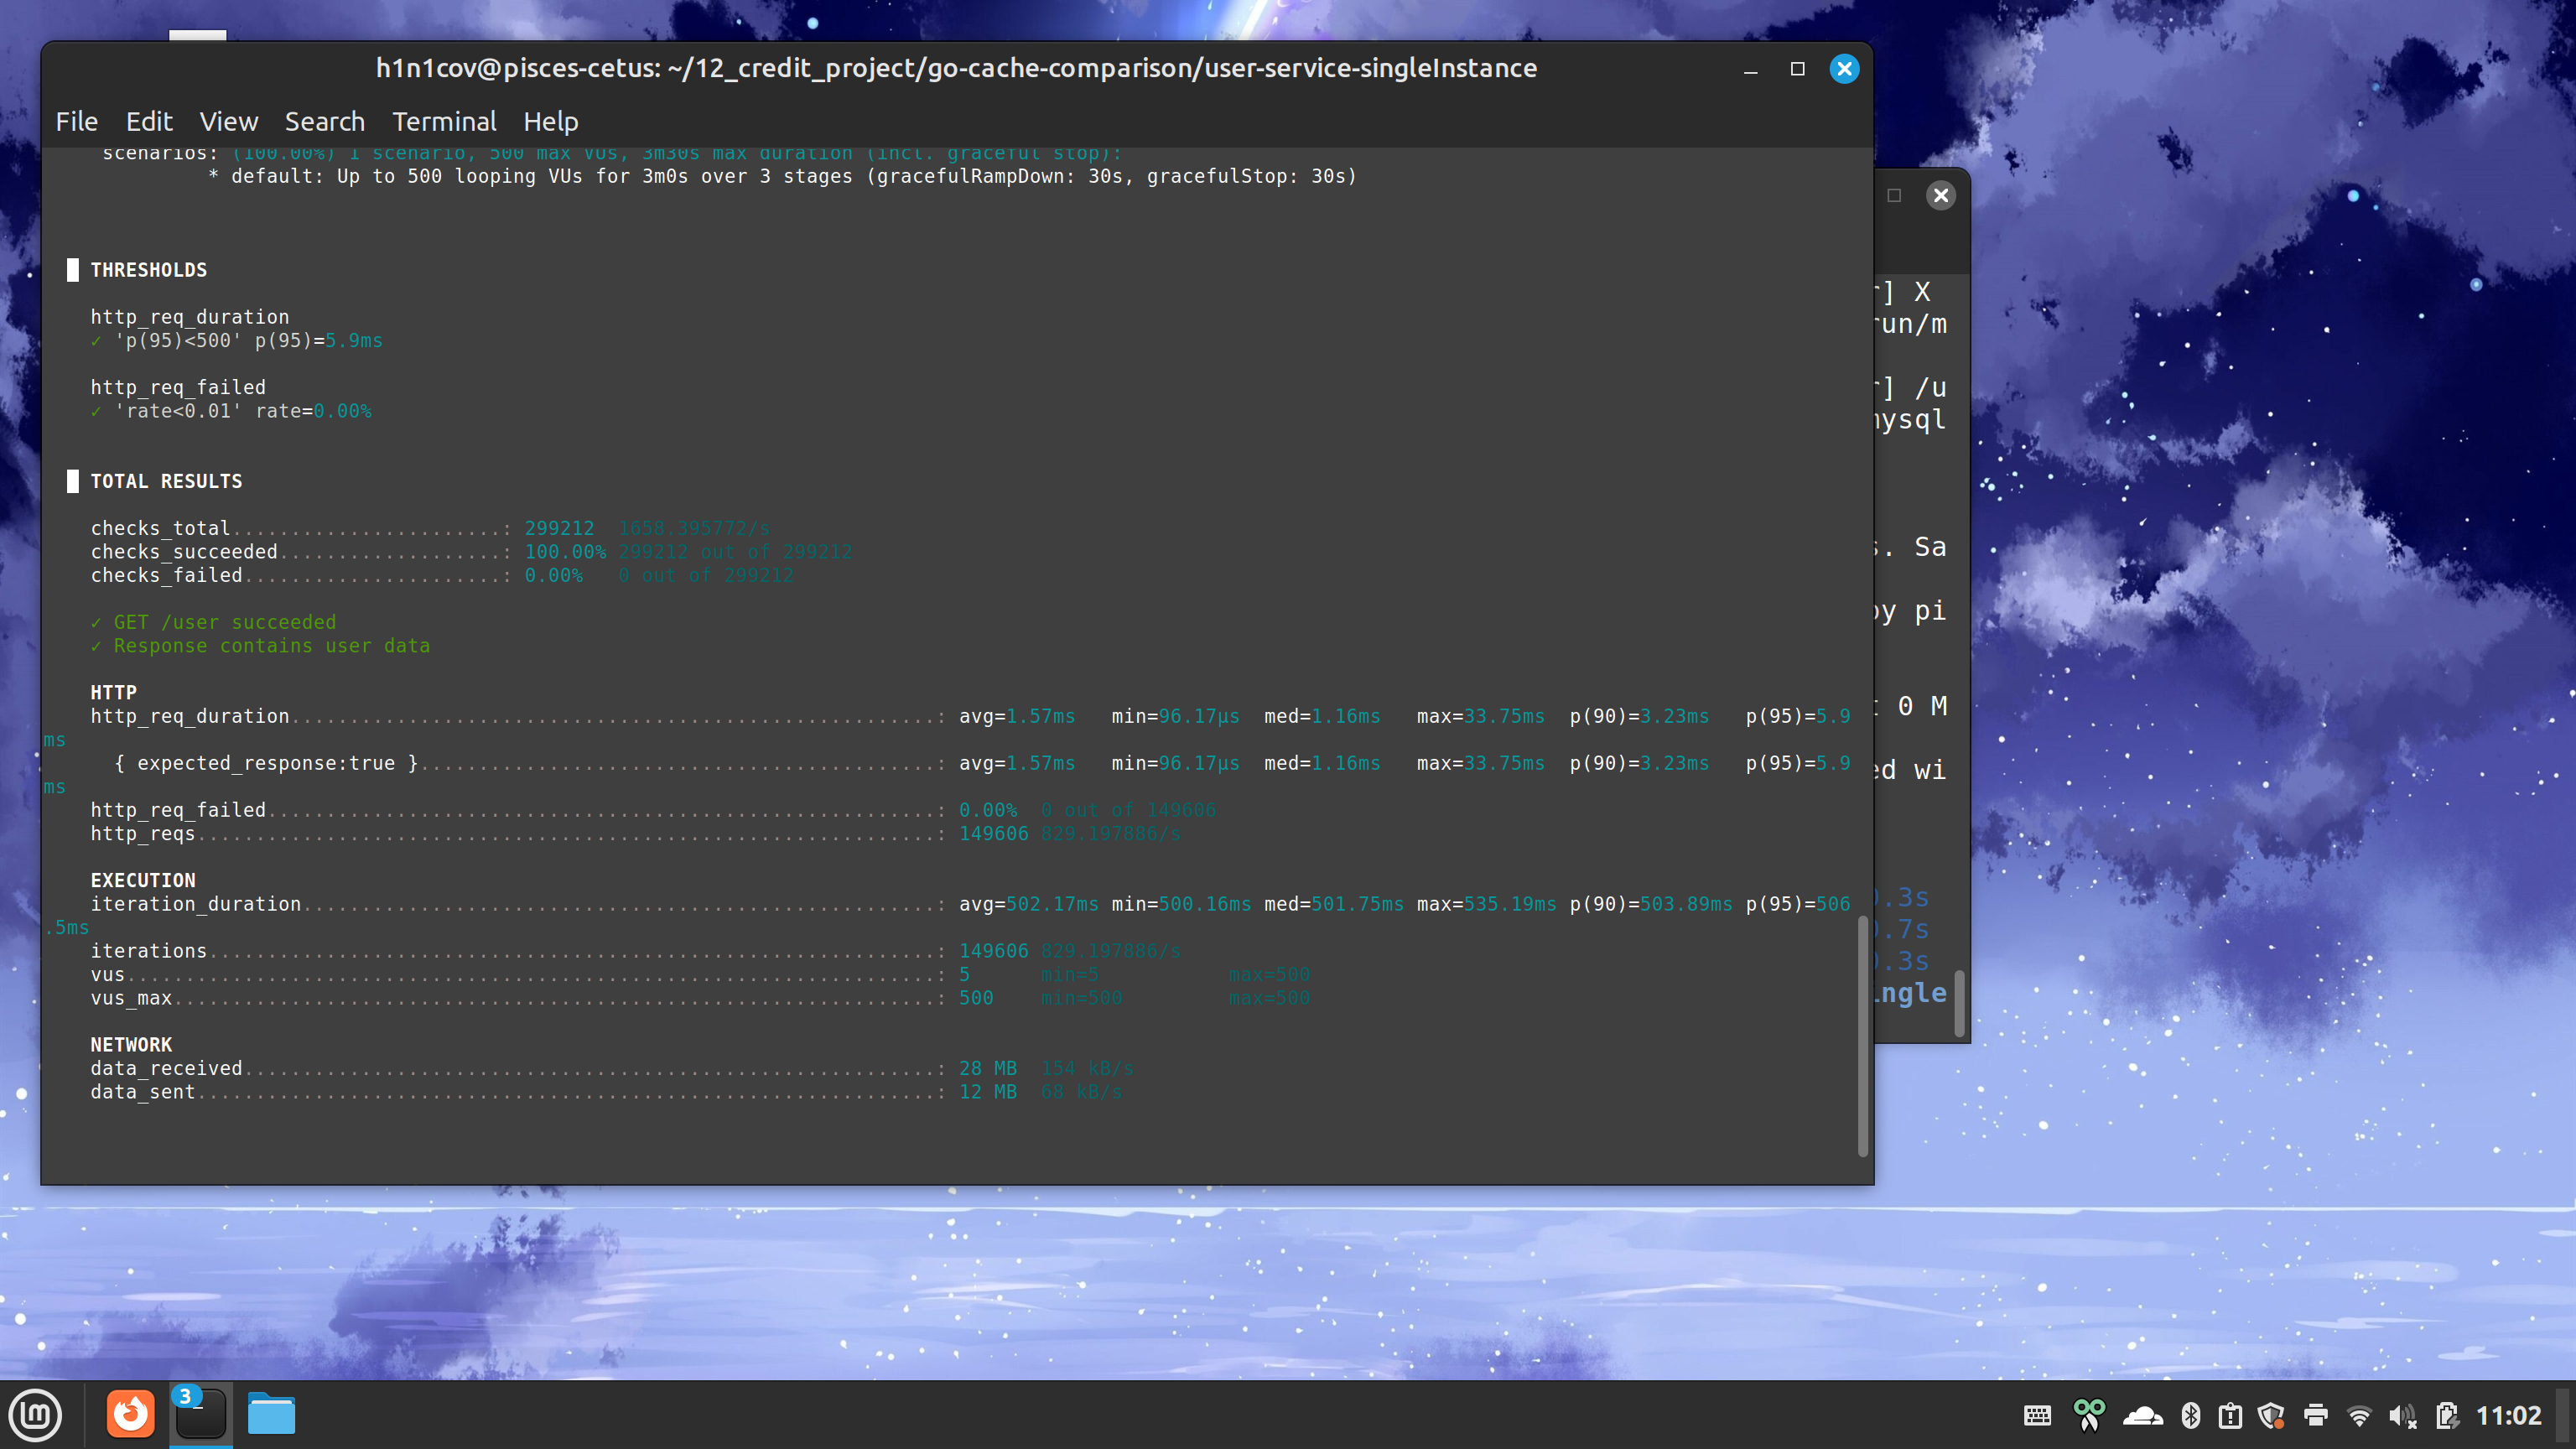 h1n1cov@pisces-cetus: ~/12_credit_project/go-cache-comparison/user-service-singleInstance
File Edit View Search Terminal Help
scenarios: (100.00%) 1 scenario, 500 max VUs, 3m30s max duration (incl. graceful stop):
* default: Up to 500 looping VUs for 3m0s over 3 stages (gracefulRampDown: 30s, gracefulStop: 30s)
THRESHOLDS
http_req_duration
✓ 'p(95)<500' p(95)=5.9ms
http_req_failed
✓ 'rate<0.01' rate=0.00%
TOTAL RESULTS
checks_total.......................: 299212 1658.395772/s
checks_succeeded...................: 100.00% 299212 out of 299212
checks_failed......................: 0.00% 0 out of 299212
✓ GET /user succeeded
✓ Response contains user data
HTTP
http_req_duration.......................................................: avg=1.57ms min=96.17µs med=1.16ms max=33.75ms p(90)=3.23ms p(95)=5.9
ms
{ expected_response:true }............................................: avg=1.57ms min=96.17µs med=1.16ms max=33.75ms p(90)=3.23ms p(95)=5.9
ms
http_req_failed.........................................................: 0.00% 0 out of 149606
http_reqs...............................................................: 149606 829.197886/s
EXECUTION
iteration_duration......................................................: avg=502.17ms min=500.16ms med=501.75ms max=535.19ms p(90)=503.89ms p(95)=506
.5ms
iterations..............................................................: 149606 829.197886/s
vus.....................................................................: 5 min=5 max=500
vus_max.................................................................: 500 min=500 max=500
NETWORK
data_received...........................................................: 28 MB 154 kB/s
data_sent...............................................................: 12 MB 68 kB/s
] X
run/m
] /u
mysql
. Sa
by pi
0 M
ed wi
.3s
.7s
.3s
ngle
3
11:02